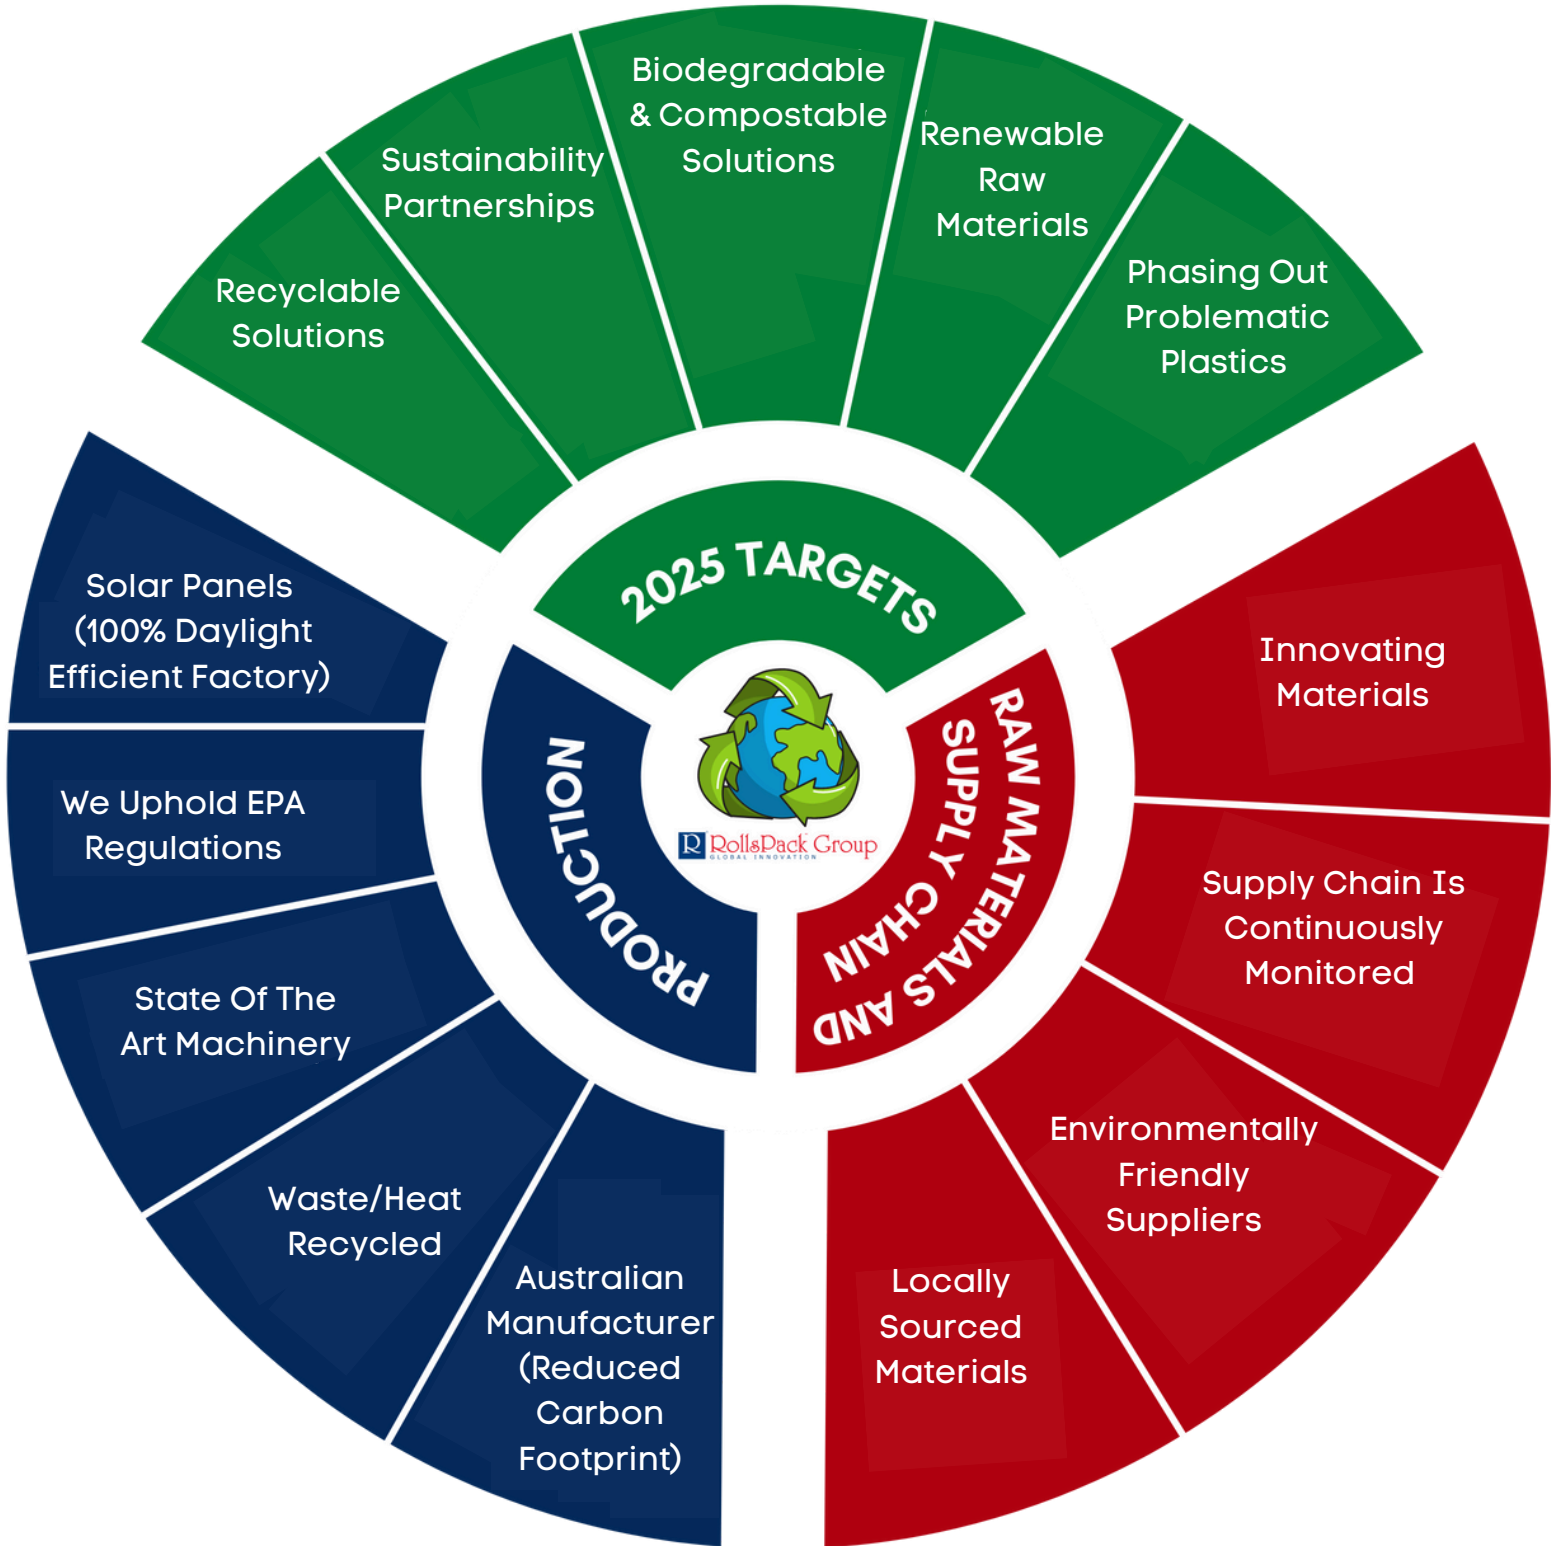 Biodegradable
& Compostable
Solutions
Renewable
Raw
Materials
Phasing Out
Problematic
Plastics
Sustainability
Partnerships
Recyclable
Solutions
2025 TARGETS
Innovating
Materials
Supply Chain Is
Continuously
Monitored
Environmentally
Friendly
Suppliers
Locally
Sourced
Materials
RAW MATERIALS AND
SUPPLY CHAIN
Solar Panels
(100% Daylight
Efficient Factory)
We Uphold EPA
Regulations
State Of The
Art Machinery
Waste/Heat
Recycled
Australian
Manufacturer
(Reduced
Carbon
Footprint)
PRODUCTION
R RollsPack Group
GLOBAL INNOVATION